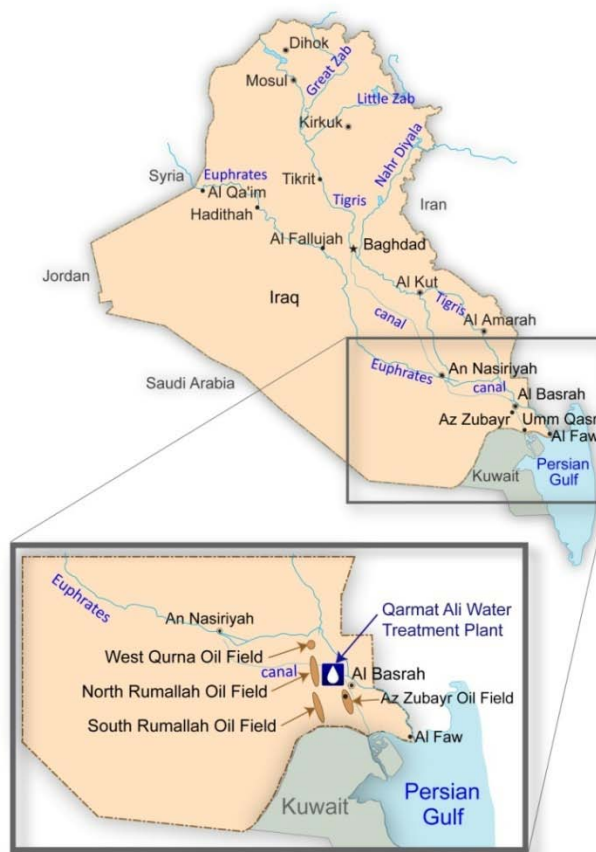 Dihok
Great Zab
Mosul
Little Zab
Kirkuk
Nahr Diyala
Syria
Euphrates
Al Qa'im
Tikrit
Tigris
Hadithah
Iran
Al Fallujah
Baghdad
Jordan
Iraq
Al Kut
Tigris
canal
Al Amarah
Saudi Arabia
Euphrates
An Nasiriyah
canal
Al Basrah
Az Zubayr
Umm Qasr
Al Faw
Kuwait
Persian
Gulf
Euphrates
An Nasiriyah
Qarmat Ali Water
Treatment Plant
West Qurna Oil Field
canal
Al Basrah
North Rumallah Oil Field
Az Zubayr Oil Field
South Rumallah Oil Field
Al Faw
Kuwait
Persian
Gulf